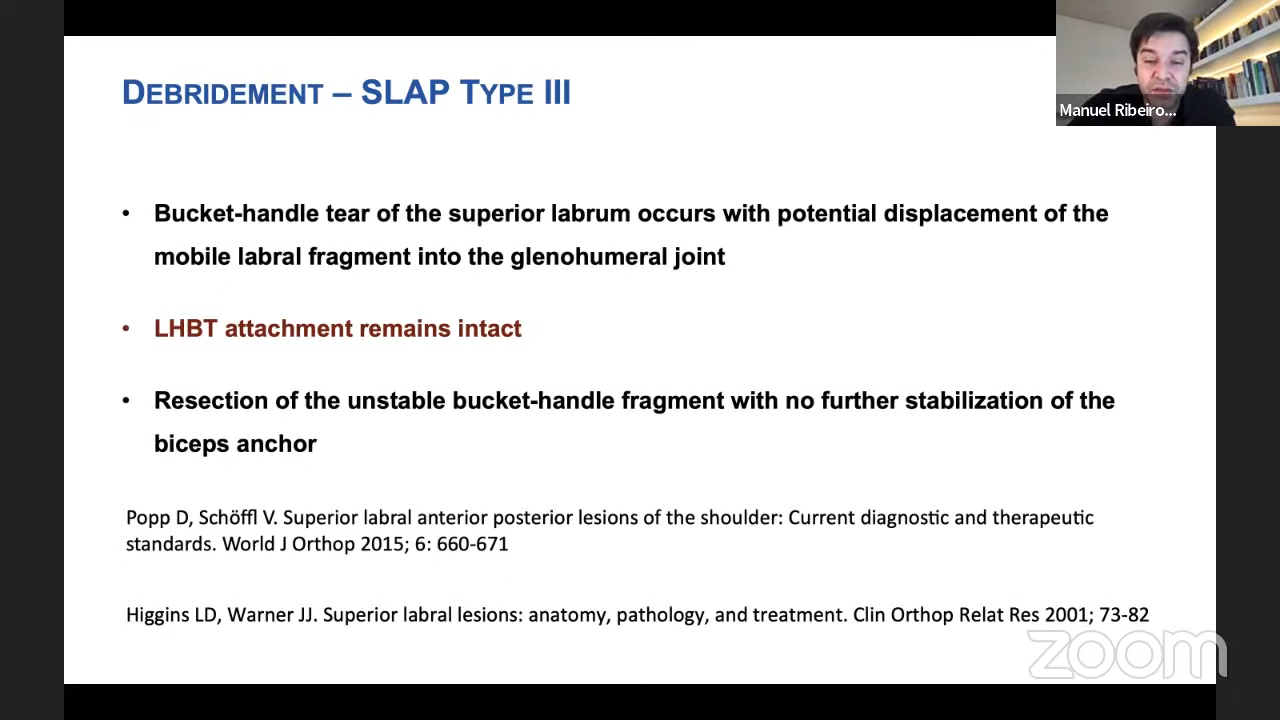 DEBRIDEMENT – SLAP TYPE III
Manuel Ribeiro...
• Bucket-handle tear of the superior labrum occurs with potential displacement of the
mobile labral fragment into the glenohumeral joint
• LHBT attachment remains intact
• Resection of the unstable bucket-handle fragment with no further stabilization of the
biceps anchor
Popp D, Schöffl V. Superior labral anterior posterior lesions of the shoulder: Current diagnostic and therapeutic
standards. World J Orthop 2015; 6: 660-671
Higgins LD, Warner JJ. Superior labral lesions: anatomy, pathology, and treatment. Clin Orthop Relat Res 2001; 73-82
zoom